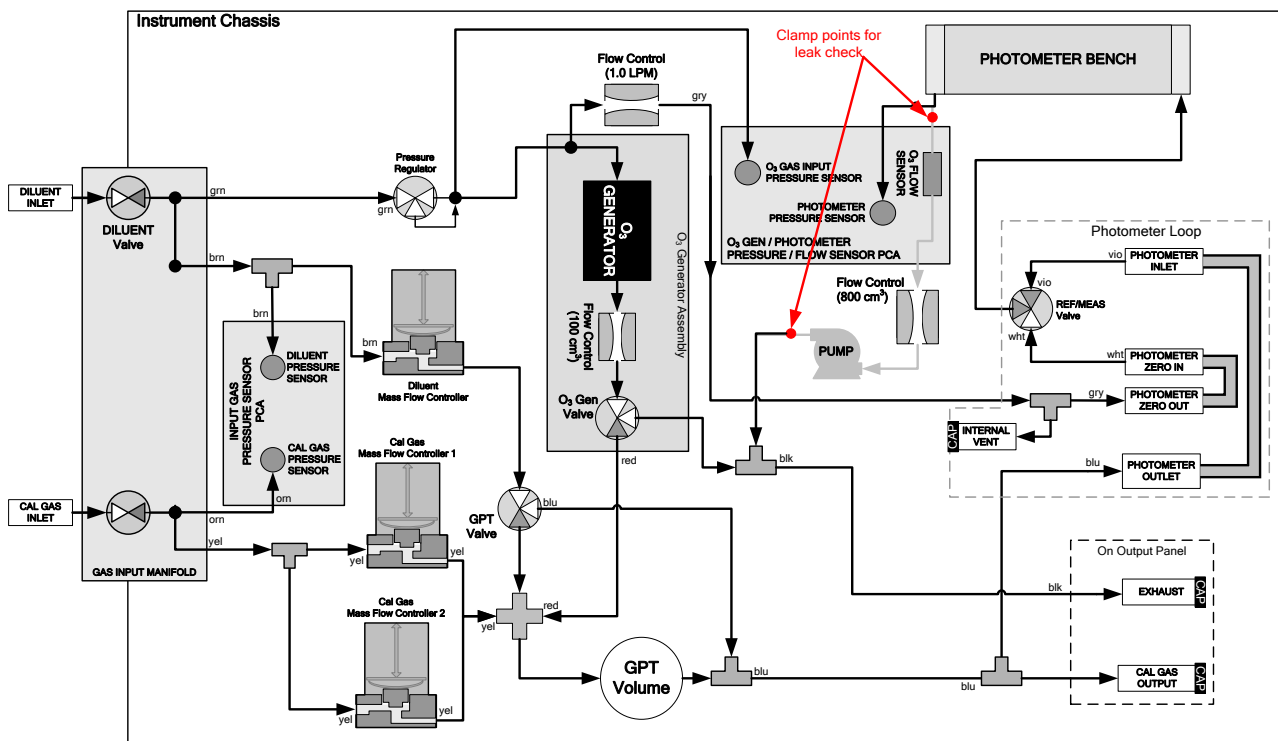 Instrument Chassis
Clamp points for
leak check
PHOTOMETER BENCH
Flow Control
(1.0 LPM)
gry
Pressure
Regulator
grn
grn
DILUENT
INLET
DILUENT
Valve
O3
GENERATOR
O3 Generator Assembly
O3 GAS INPUT
PRESSURE SENSOR
O3 FLOW
SENSOR
PHOTOMETER
PRESSURE SENSOR
O3 GEN / PHOTOMETER
PRESSURE / FLOW SENSOR PCA
Photometer Loop
vio
PHOTOMETER
INLET
vio
REF/MEAS
Valve
wht
wht
PHOTOMETER
ZERO IN
gry
PHOTOMETER
ZERO OUT
CAP
INTERNAL
VENT
blu
PHOTOMETER
OUTLET
brn
brn
brn
DILUENT
PRESSURE
SENSOR
INPUT GAS
PRESSURE SENSOR
PCA
CAL GAS
PRESSURE
SENSOR
Diluent
Mass Flow Controller
Flow Control
(100 cm3)
Flow Control
(800 cm3)
PUMP
O3 Gen
Valve
red
blk
Cal Gas
Mass Flow Controller 1
CAL GAS
INLET
orn
orn
yel
yel
yel
GPT
Valve
blu
GAS INPUT MANIFOLD
Cal Gas
Mass Flow Controller 2
yel
yel
yel
red
GPT
Volume
blu
blu
On Output Panel
blk
EXHAUST
CAP
CAL GAS
OUTPUT
CAP